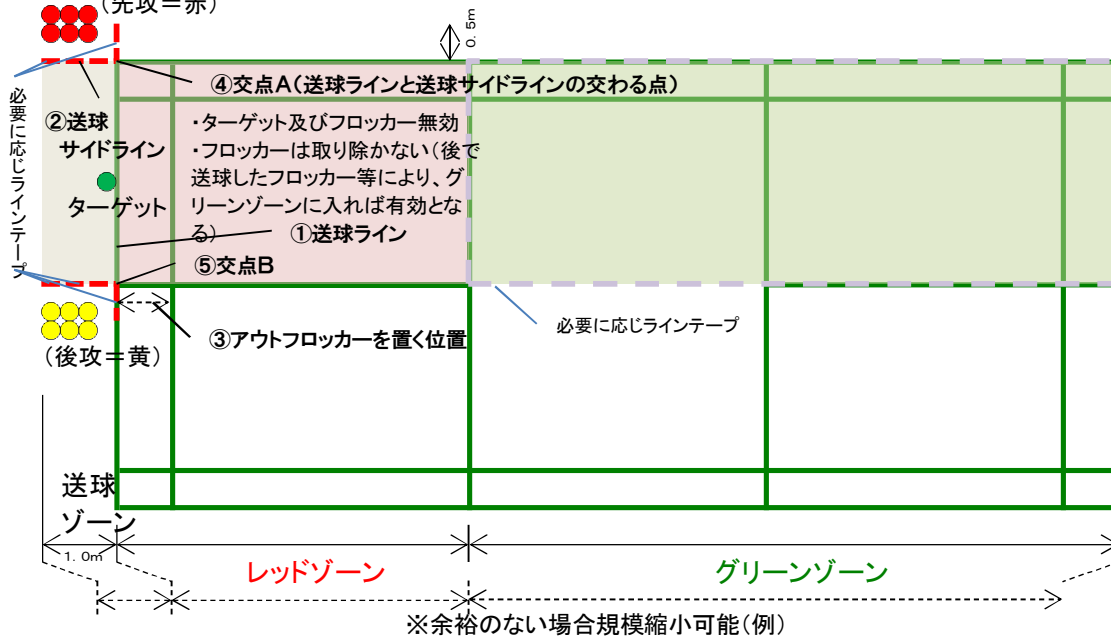 (先攻=赤)
0.5m
④交点A(送球ラインと送球サイドラインの交わる点)
必要に応じラインテープ
②送球
サイドライン
ターゲット
・ターゲット及びフロッカー無効
・フロッカーは取り除かない(後で
送球したフロッカー等により、グ
リーンゾーンに入れば有効とな
る)
①送球ライン
⑤交点B
必要に応じラインテープ
③アウトフロッカーを置く位置
(後攻=黄)
送球
ゾーン
1.0m
レッドゾーン
グリーンゾーン
※余裕のない場合規模縮小可能(例)